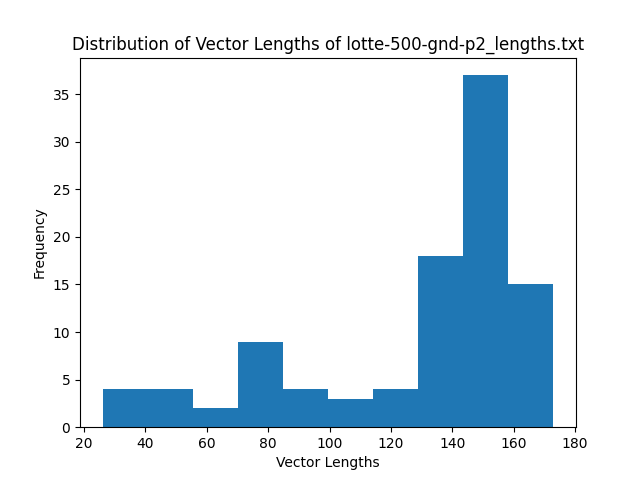 Distribution of Vector Lengths of lotte-500-gnd-p2_lengths.txt
35
30
25
20
15
10
5
0
Frequency
20 40 60 80 100 120 140 160 180
Vector Lengths